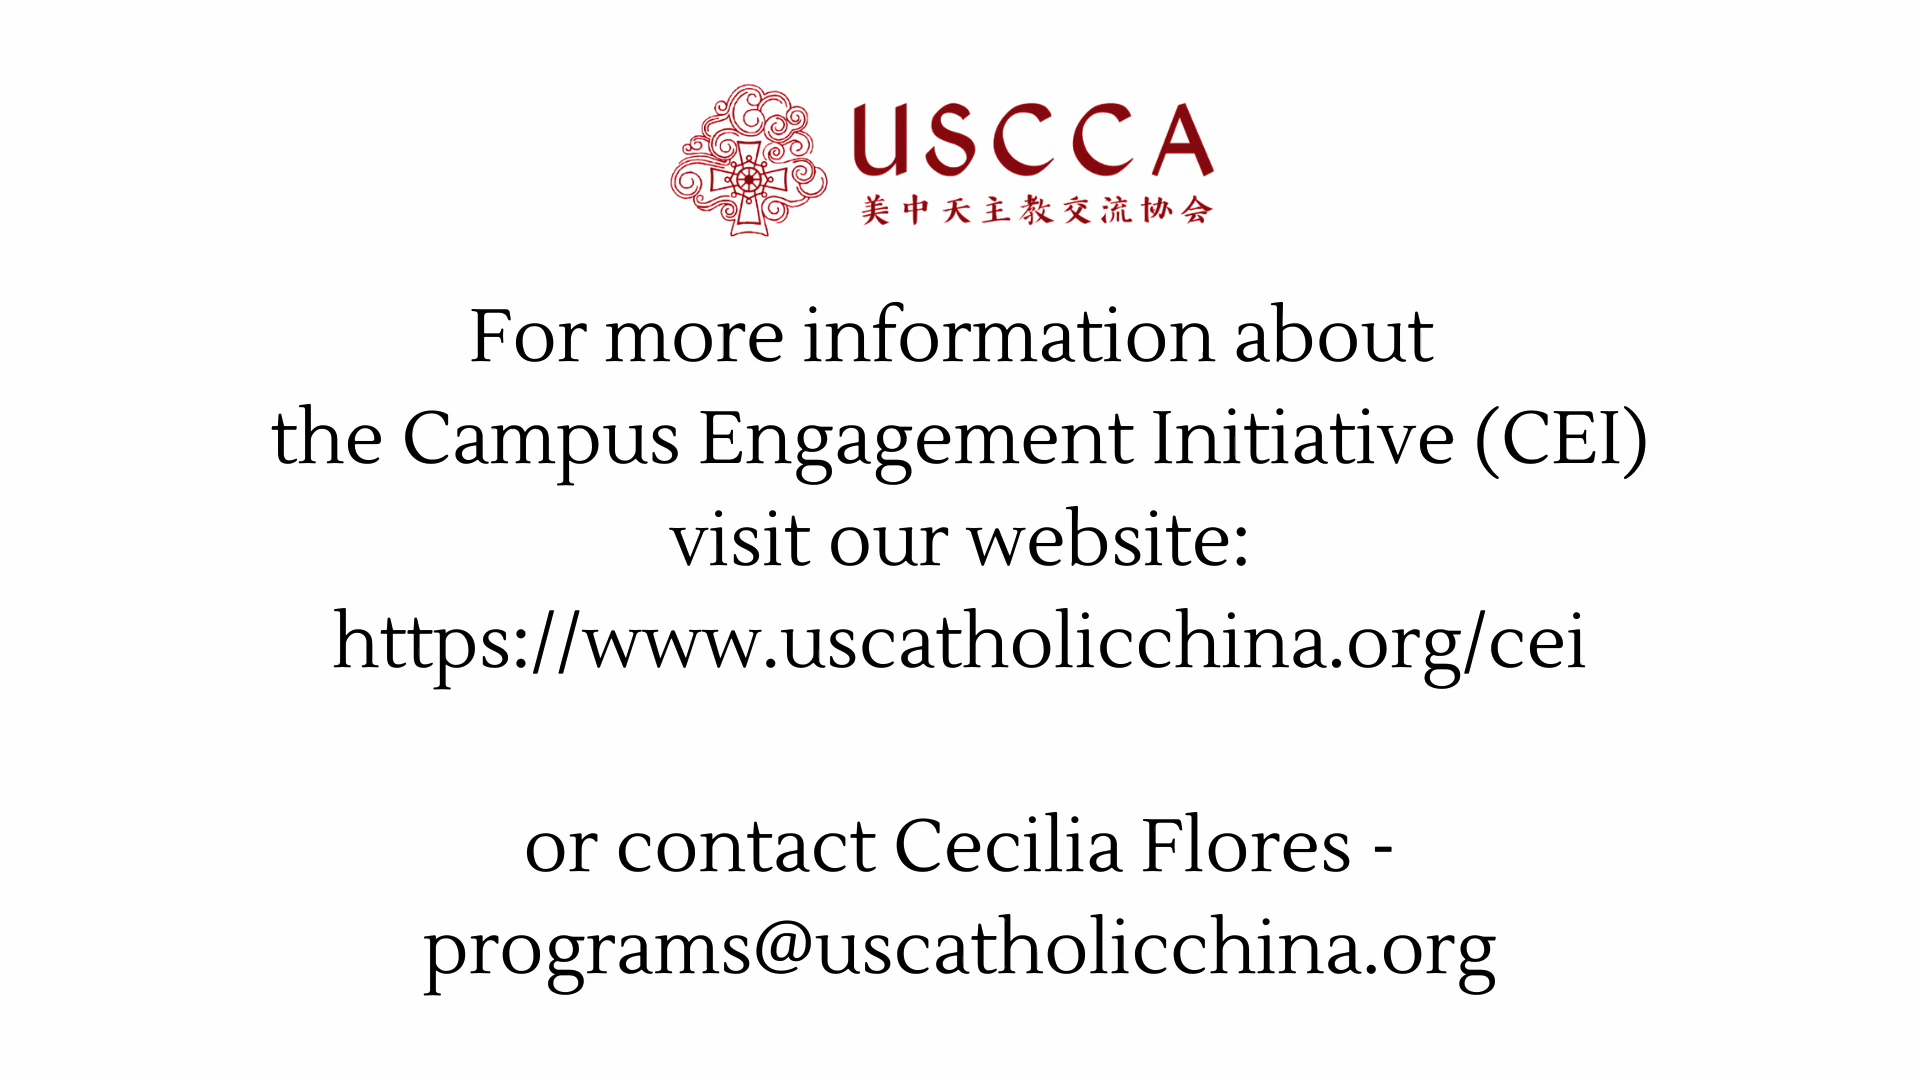 USCCA
美中天主教交流协会
For more information about
the Campus Engagement Initiative (CEI)
visit our website:
https://www.uscatholicchina.org/cei
or contact Cecilia Flores -
programs@uscatholicchina.org